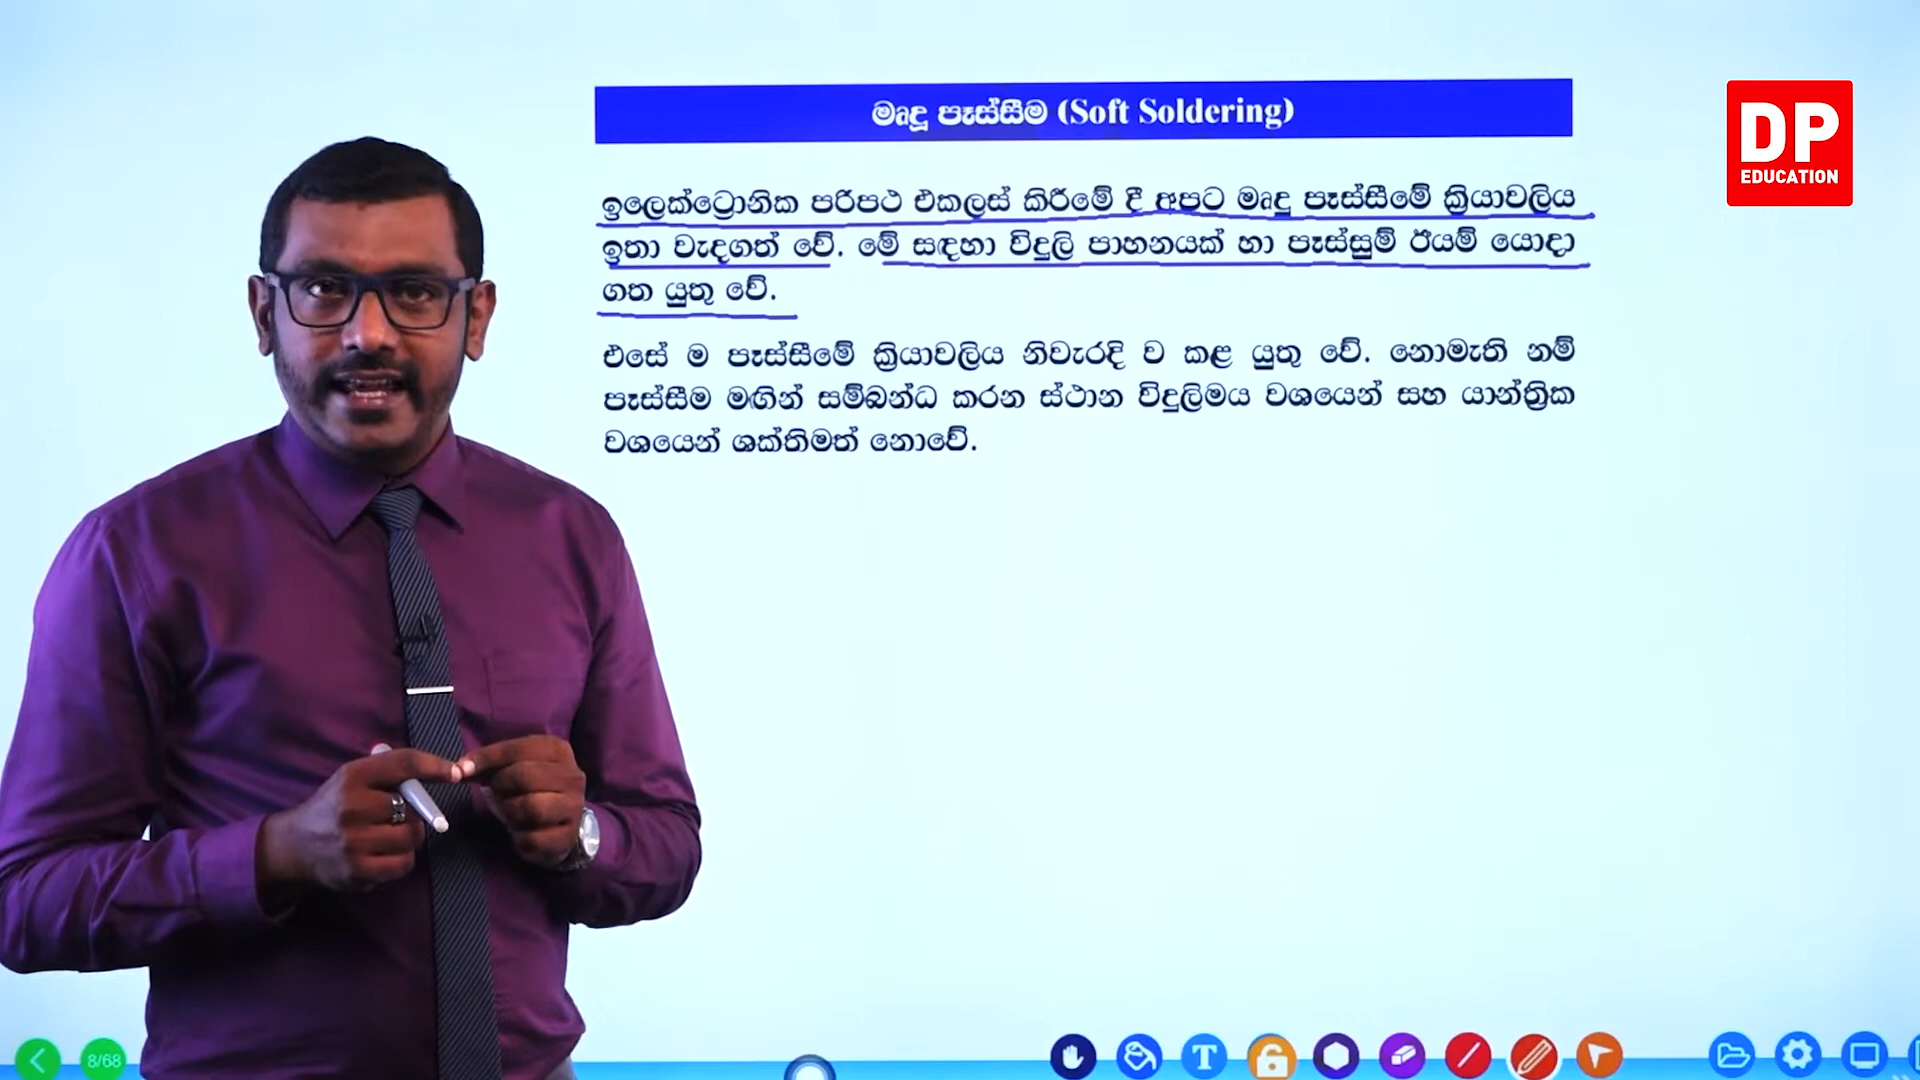 මෘදු පෑස්සීම (Soft Soldering)
DP
EDUCATION
ඉලෙක්ට්‍රොනික පරිපථ එකලස් කිරීමේ දී අපට මෘදු පෑස්සීමේ ක්‍රියාවලිය
ඉතා වැදගත් වේ. මේ සඳහා විදුලි පාහනයක් හා පෑස්සුම් ඊයම් යොදා
ගත යුතු වේ.
එසේ ම පෑස්සීමේ ක්‍රියාවලිය නිවැරදි ව කළ යුතු වේ. නොමැති නම්
පෑස්සීම මඟින් සම්බන්ධ කරන ස්ථාන විදුලිමය වශයෙන් සහ යාන්ත්‍රික
වශයෙන් ශක්තිමත් නොවේ.
8/68
T